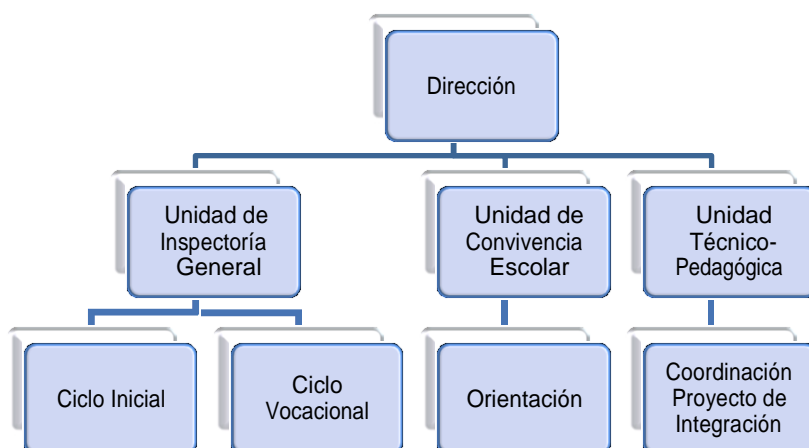 Dirección
Unidad de
Inspectoría
General
Unidad de
Convivencia
Escolar
Unidad
Técnico-
Pedagógica
Ciclo Inicial
Ciclo
Vocacional
Orientación
Coordinación
Proyecto de
Integración